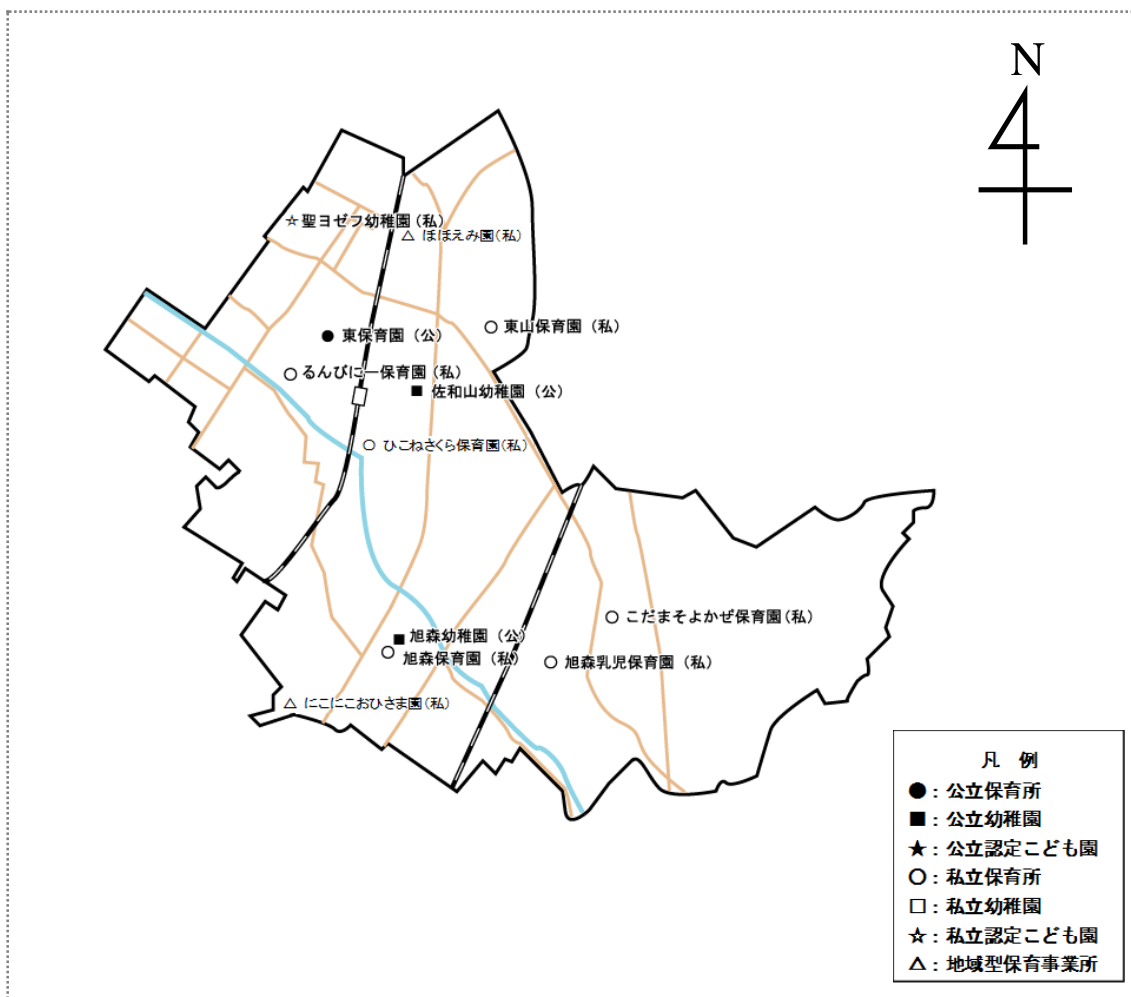 N
☆聖ヨゼフ幼稚園(私)
△ ほほえみ園(私)
○ 東山保育園(私)
● 東保育園(公)
○ るんびにー保育園(私)
■ 佐和山幼稚園(公)
○ ひこねさくら保育園(私)
○ こだまそよかぜ保育園(私)
■ 旭森幼稚園(公)
○ 旭森保育園(私)
○ 旭森乳児保育園(私)
△ にこにこおひさま園(私)
凡 例
●:公立保育所
■:公立幼稚園
★:公立認定こども園
○:私立保育所
□:私立幼稚園
☆:私立認定こども園
△:地域型保育事業所